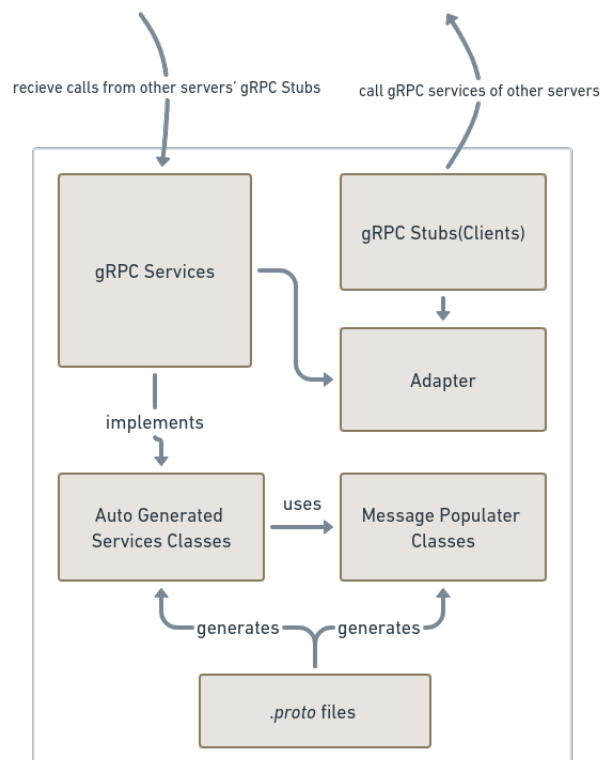 recieve calls from other servers' gRPC Stubs
call gRPC services of other servers
gRPC Services
gRPC Stubs(Clients)
Adapter
implements
Auto Generated
Services Classes
uses
Message Populater
Classes
generates
generates
.proto files